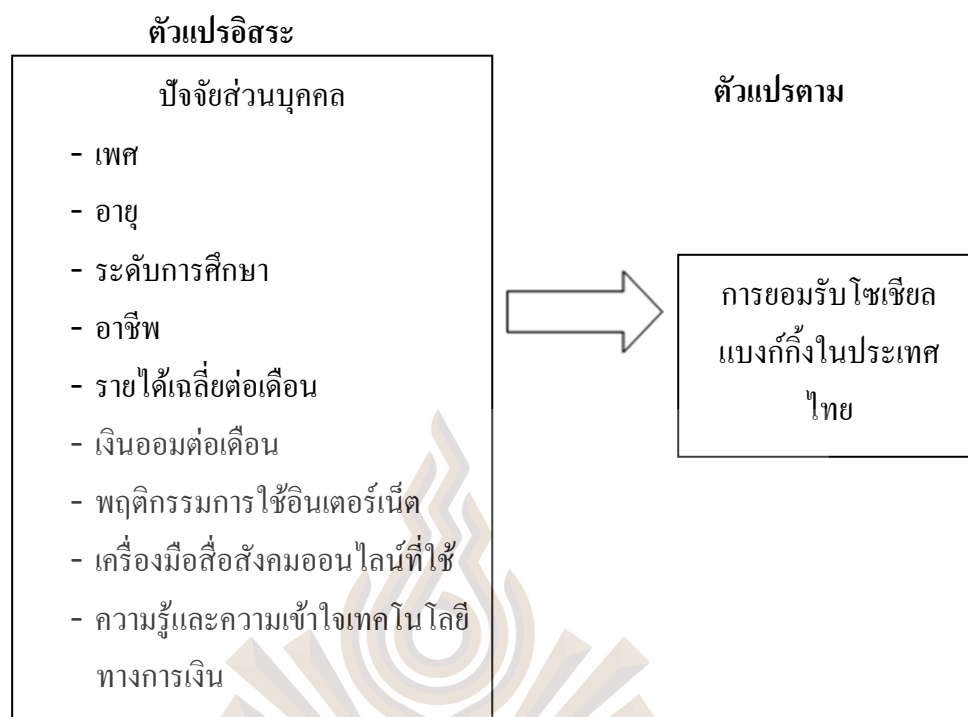 ตัวแปรอิสระ
ปัจจัยส่วนบุคคล
- เพศ
- อายุ
- ระดับการศึกษา
- อาชีพ
- รายได้เฉลี่ยต่อเดือน
- เงินออมต่อเดือน
- พฤติกรรมการใช้อินเตอร์เน็ต
- เครื่องมือสื่อสังคมออนไลน์ที่ใช้
- ความรู้และความเข้าใจเทคโนโลยี
ทางการเงิน
ตัวแปรตาม
การยอมรับโซเชียล
แบงก์กิ้งในประเทศ
ไทย